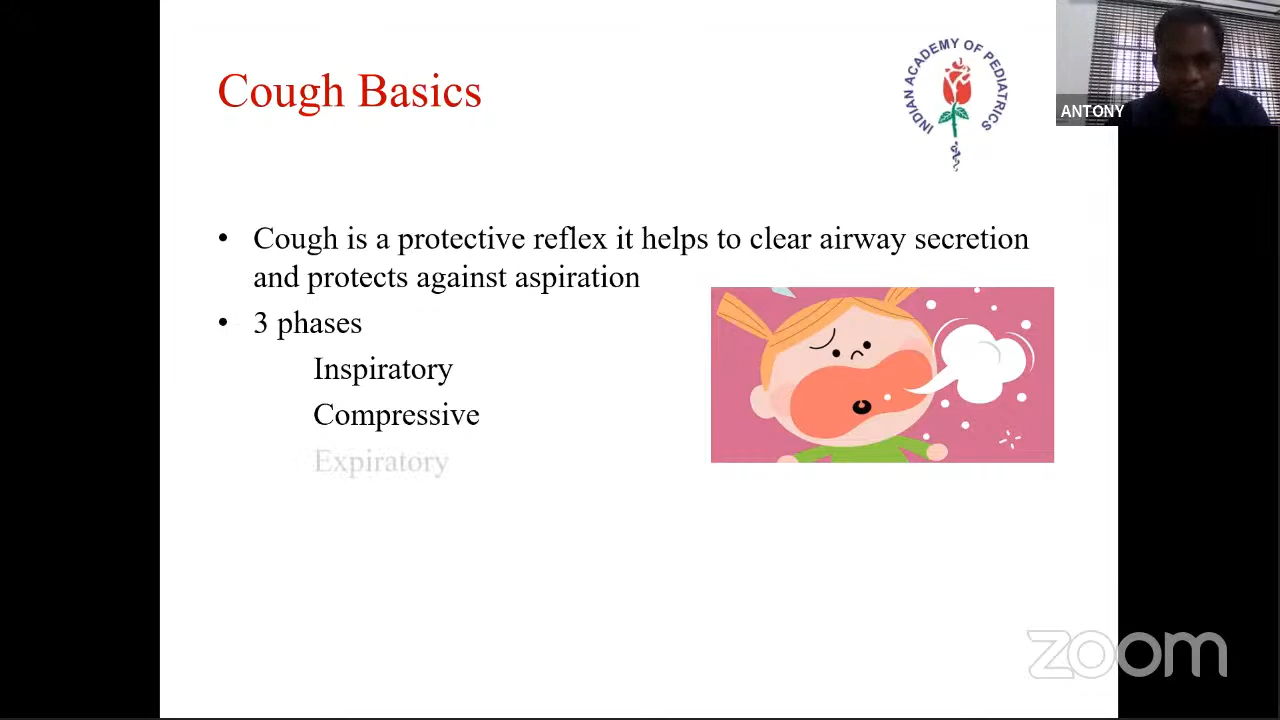 Cough Basics
INDIAN ACADEMY OF PEDIATRICS
ANTONY
• Cough is a protective reflex it helps to clear airway secretion
and protects against aspiration
• 3 phases
Inspiratory
Compressive
Expiratory
zoom